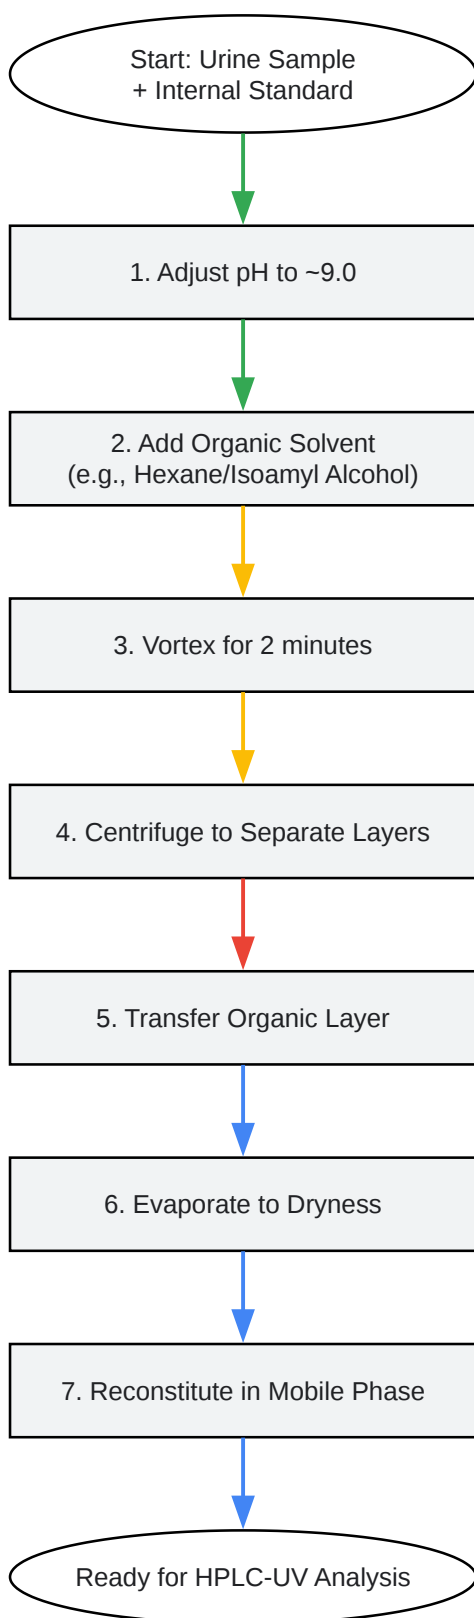 Start: Urine Sample
+ Internal Standard
1. Adjust pH to ~9.0
2. Add Organic Solvent
(e.g., Hexane/Isoamyl Alcohol)
3. Vortex for 2 minutes
4. Centrifuge to Separate Layers
5. Transfer Organic Layer
6. Evaporate to Dryness
7. Reconstitute in Mobile Phase
Ready for HPLC-UV Analysis